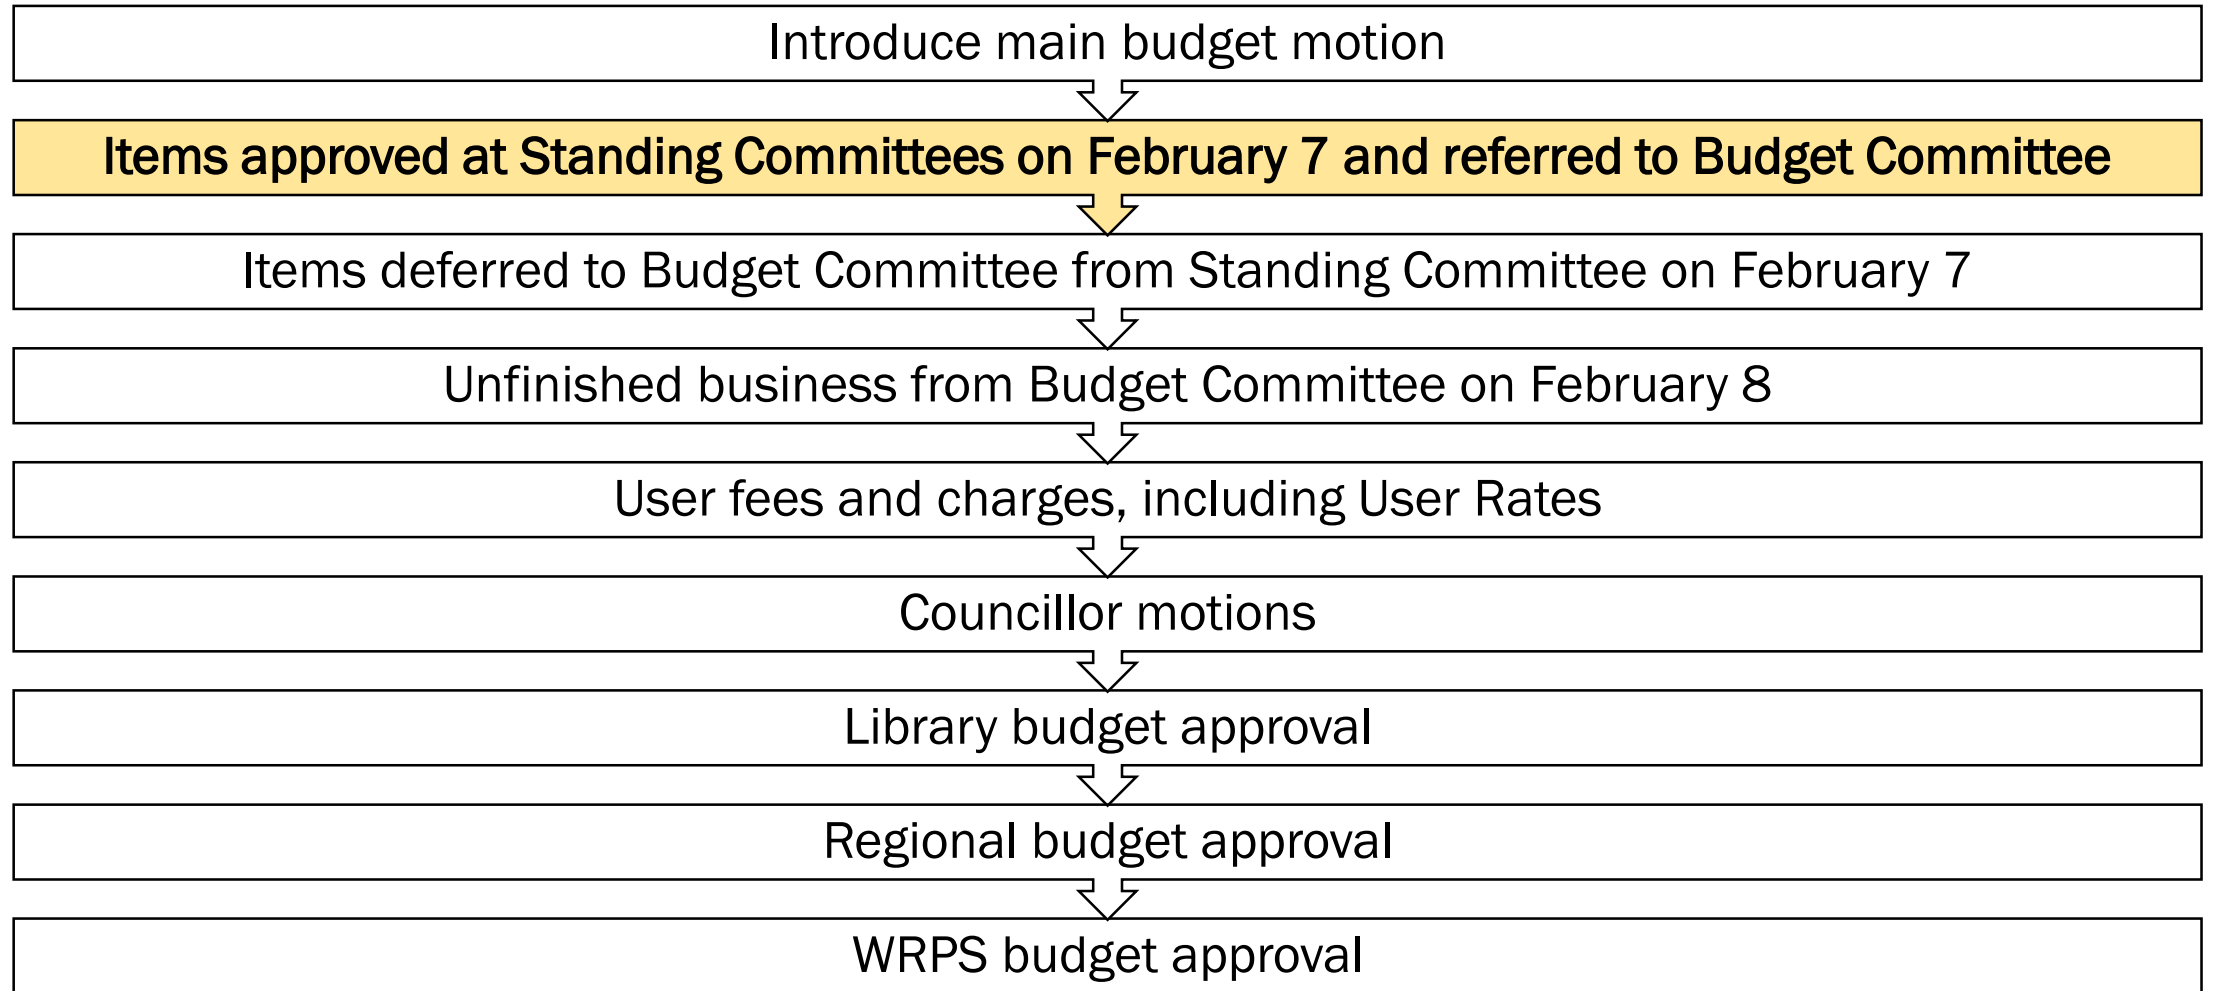 Introduce main budget motion
Items approved at Standing Committees on February 7 and referred to Budget Committee
Items deferred to Budget Committee from Standing Committee on February 7
Unfinished business from Budget Committee on February 8
User fees and charges, including User Rates
Councillor motions
Library budget approval
Regional budget approval
WRPS budget approval